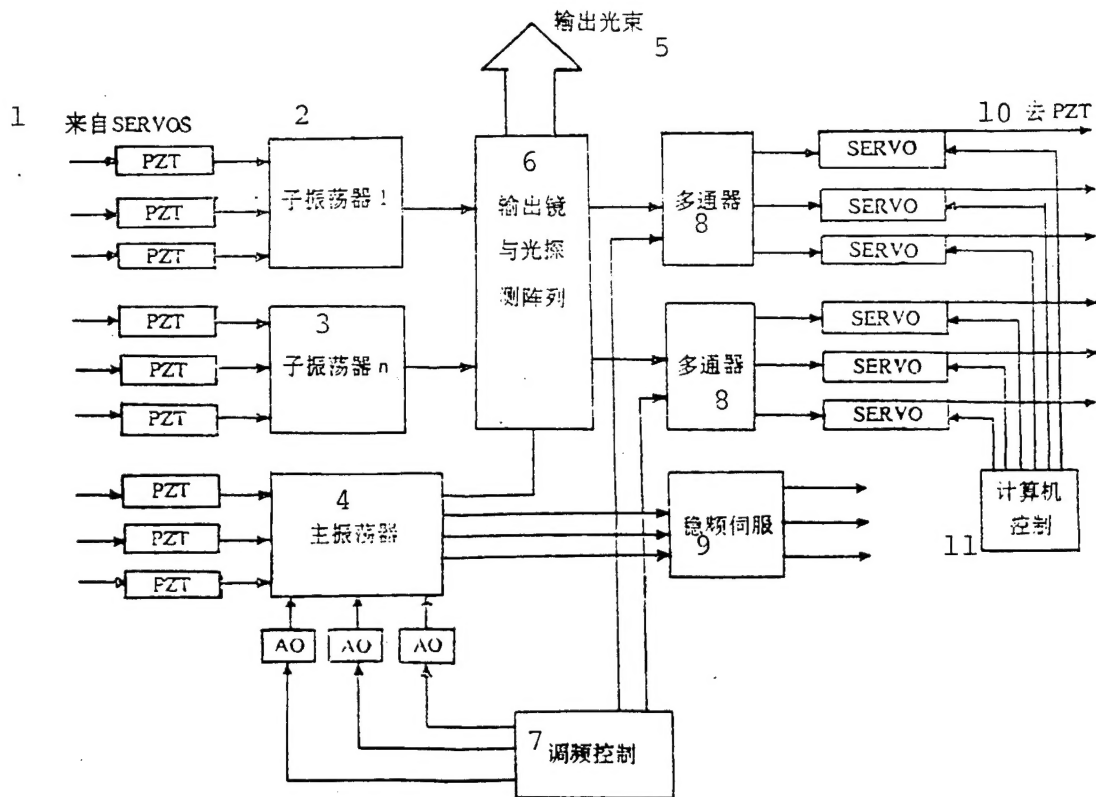 输出光束
5
1
来自SERVOS
2
10 去 PZT
PZT
PZT
PZT
子振荡器 1
6
输出镜
与光探
测阵列
多通器
8
SERVO
SERVO
SERVO
PZT
PZT
PZT
3
子振荡器 n
多通器
8
SERVO
SERVO
SERVO
PZT
PZT
PZT
4
主振荡器
稳频伺服
9
计算机
控制
11
AO
AO
AO
7
调频控制